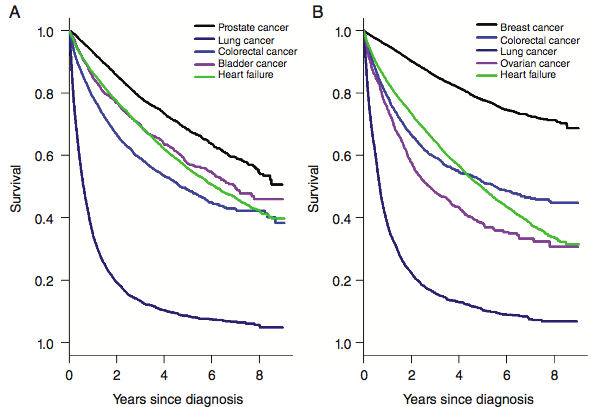 A
Prostate cancer
Lung cancer
Colorectal cancer
Bladder cancer
Heart failure
1.0
0.8
0.6
0.4
0.2
1.0
Survival
0 2 4 6 8
Years since diagnosis
B
Breast cancer
Colorectal cancer
Lung cancer
Ovarian cancer
Heart failure
1.0
0.8
0.6
0.4
0.2
1.0
Survival
0 2 4 6 8
Years since diagnosis